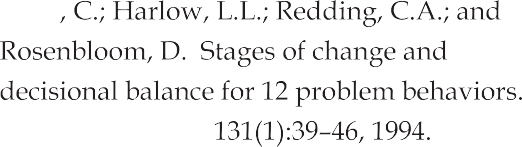 , C.; Harlow, L.L.; Redding, C.A.; and
Rosenbloom, D. Stages of change and
decisional balance for 12 problem behaviors.
131(1):39–46, 1994.